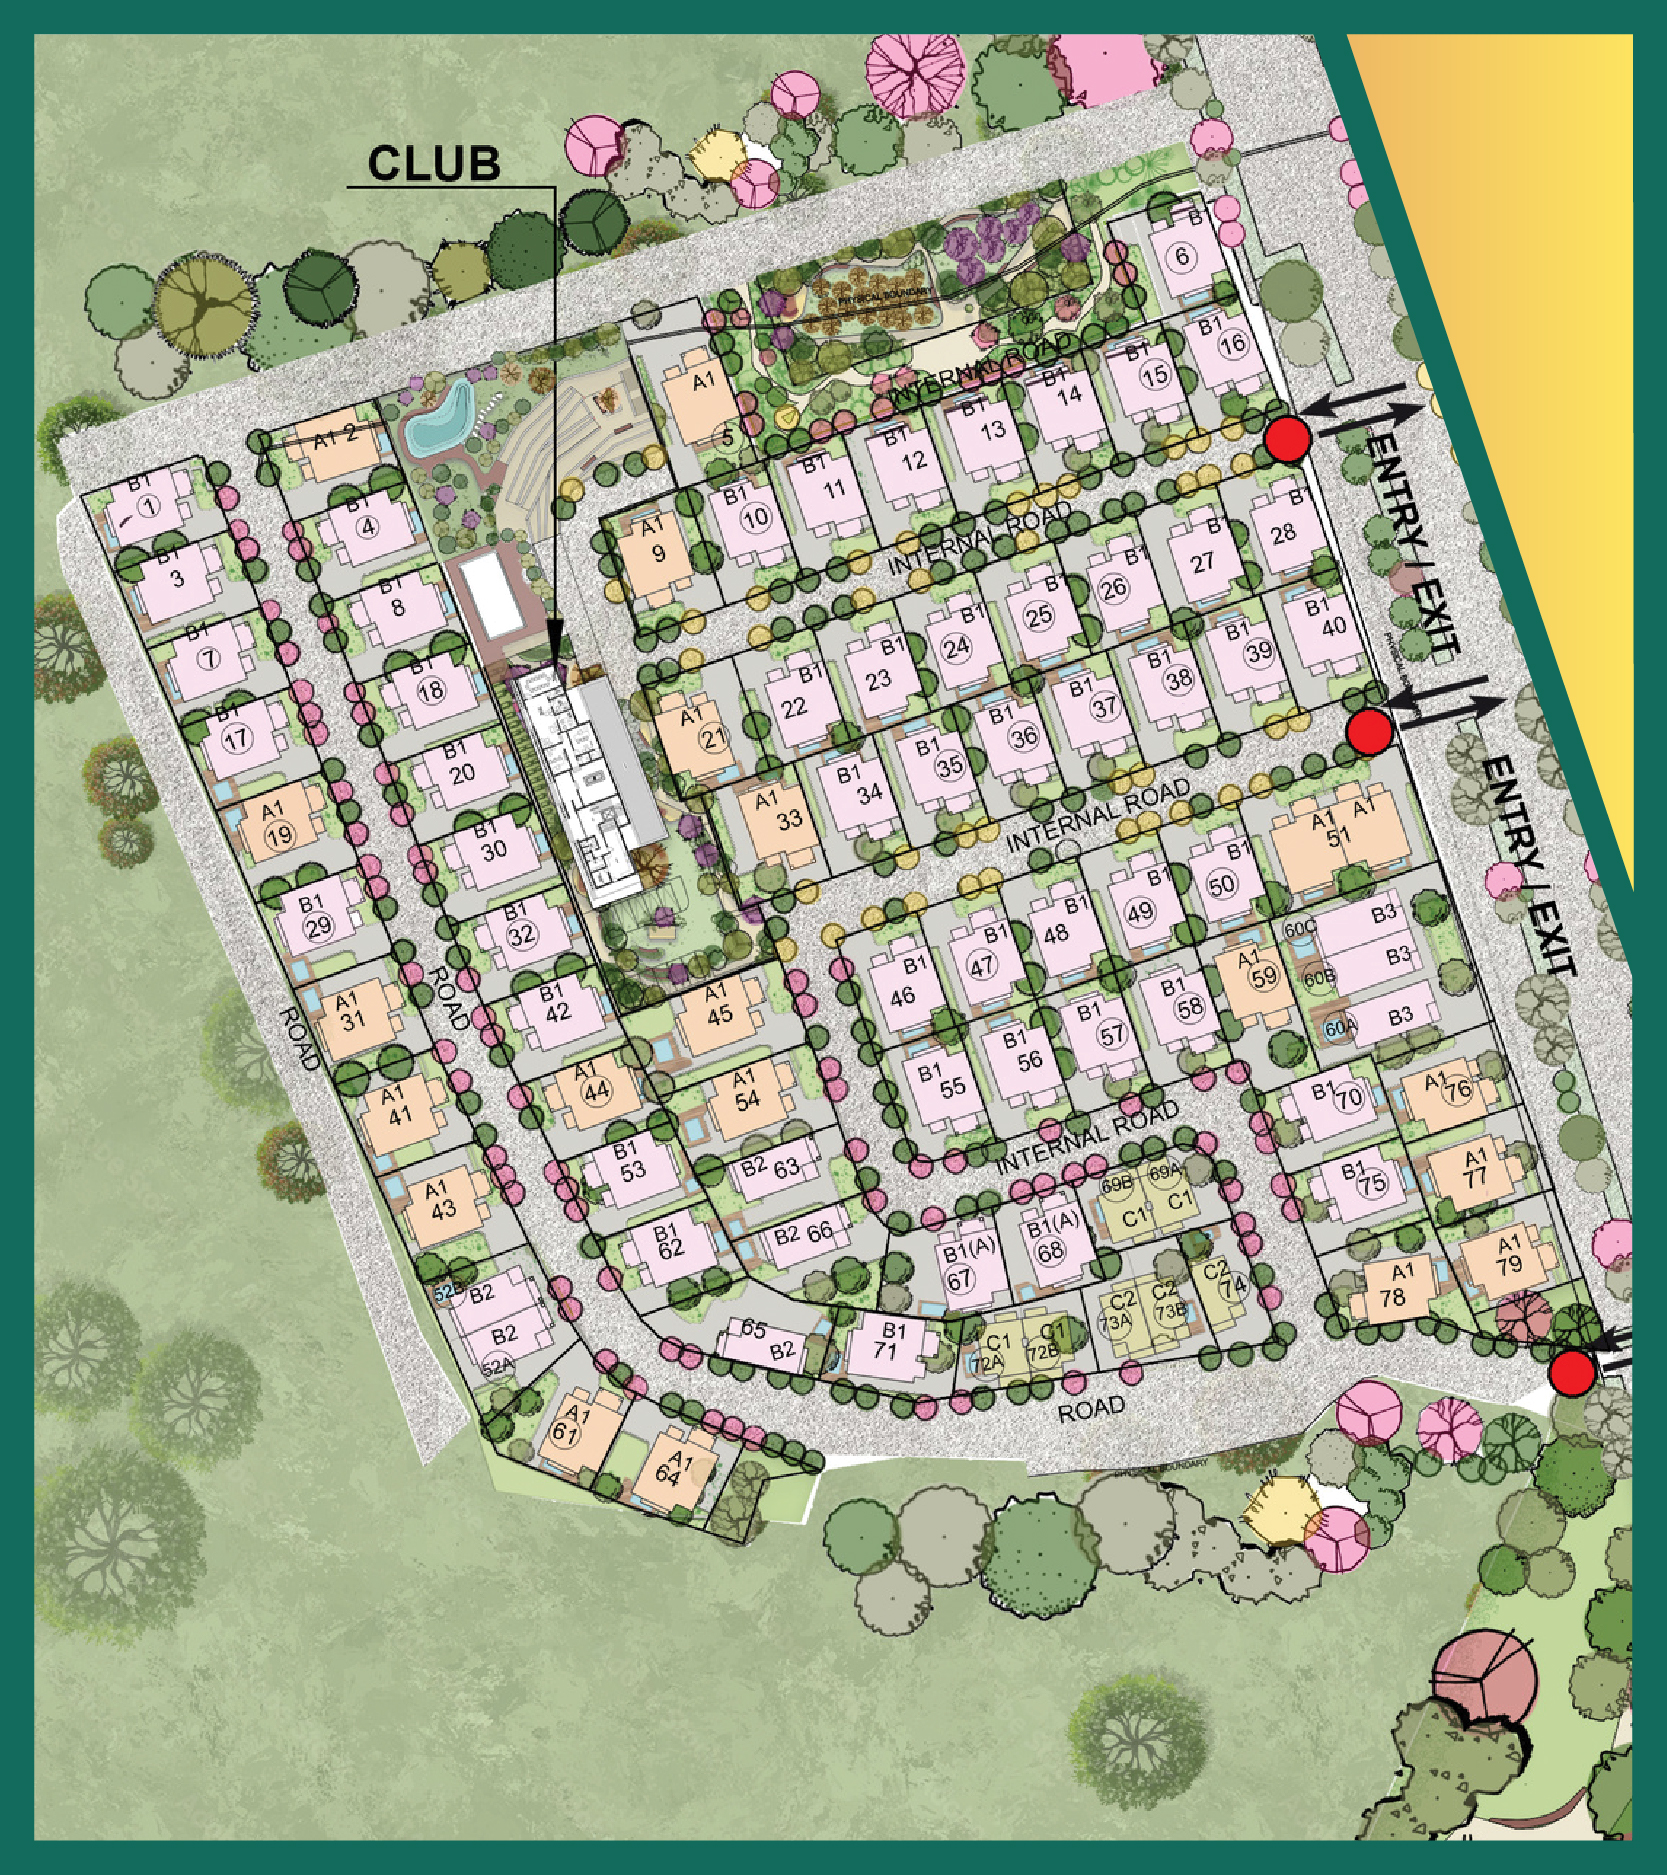 CLUB
PHYSICAL BOUNDARY
INTERNAL ROAD
B1
6
B1
16
B1
15
B1
14
B1
13
B1
12
B1
11
B1
10
A1
5
A1
9
A1 2
B1
1
B1
3
B1
4
B1
7
B1
8
B1
17
B1
18
A1
19
B1
20
INTERNAL ROAD
B1
28
B1
27
B1
26
B1
25
B1
24
B1
23
B1
22
A1
21
B1
40
B1
39
B1
38
B1
37
B1
36
B1
35
B1
34
A1
33
ENTRY / EXIT
ENTRY / EXIT
INTERNAL ROAD
B1
29
B1
30
A1
31
B1
32
ROAD
ROAD
A1
41
B1
42
A1
43
A1
44
A1
45
A1 A1
51
B1
50
B1
49
B1
48
B1
47
B1
46
60C
B3
60B
B3
60A
B3
A1
59
B1
58
B1
57
B1
56
B1
55
INTERNAL ROAD
B1
53
A1
54
B2 63
B1
62
B2 66
52B
B2
B2
52A
A1
61
A1
64
65
B2
B1
71
B1(A)
67
B1(A)
68
69B
69A
C1
C1
C1
72A
C1
72B
C2
73A
C2
73B
C2
74
B1
70
A1
76
B1
75
A1
77
A1
78
A1
79
ROAD